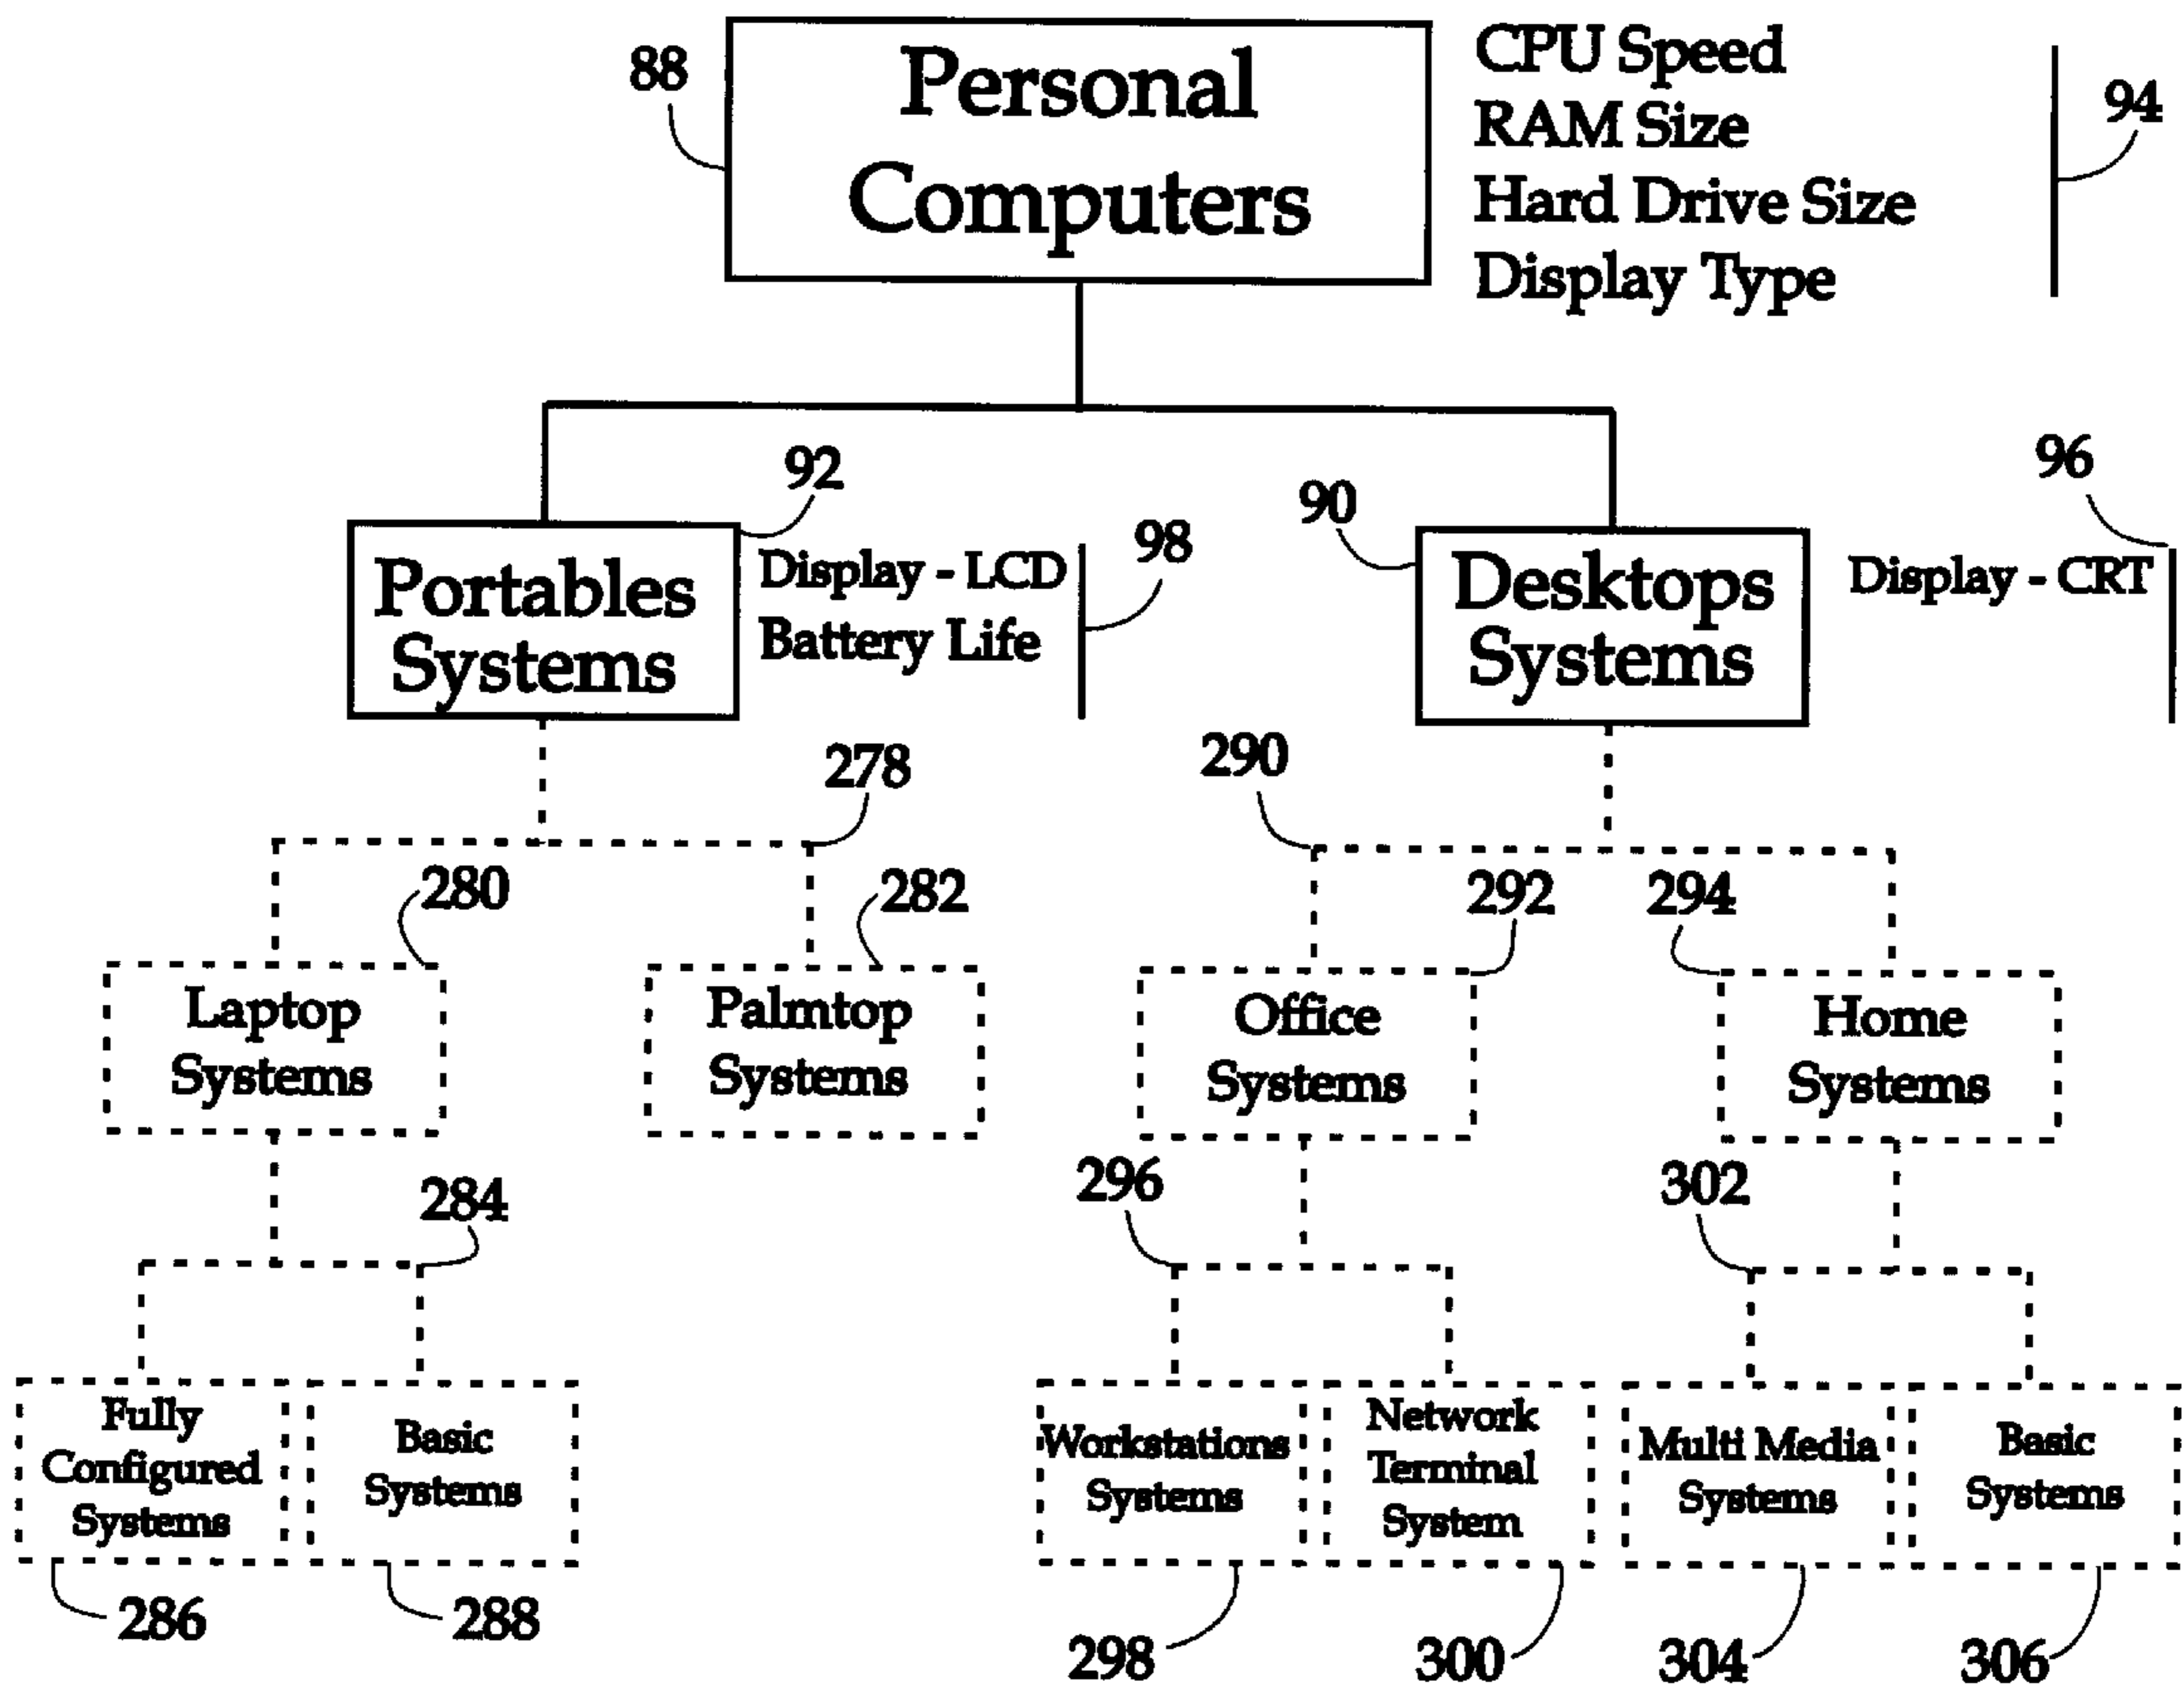 88
Personal
Computers
CPU Speed
RAM Size
Hard Drive Size
Display Type
94
92
Portables
Systems
Display - LCD
Battery Life
98
90
Desktops
Systems
96
Display - CRT
278
290
280
282
292
294
Laptop
Systems
Palmtop
Systems
Office
Systems
Home
Systems
284
296
302
Fully
Configured
Systems
Basic
Systems
Workstations
Systems
Network
Terminal
System
Multi Media
Systems
Basic
Systems
286
288
298
300
304
306